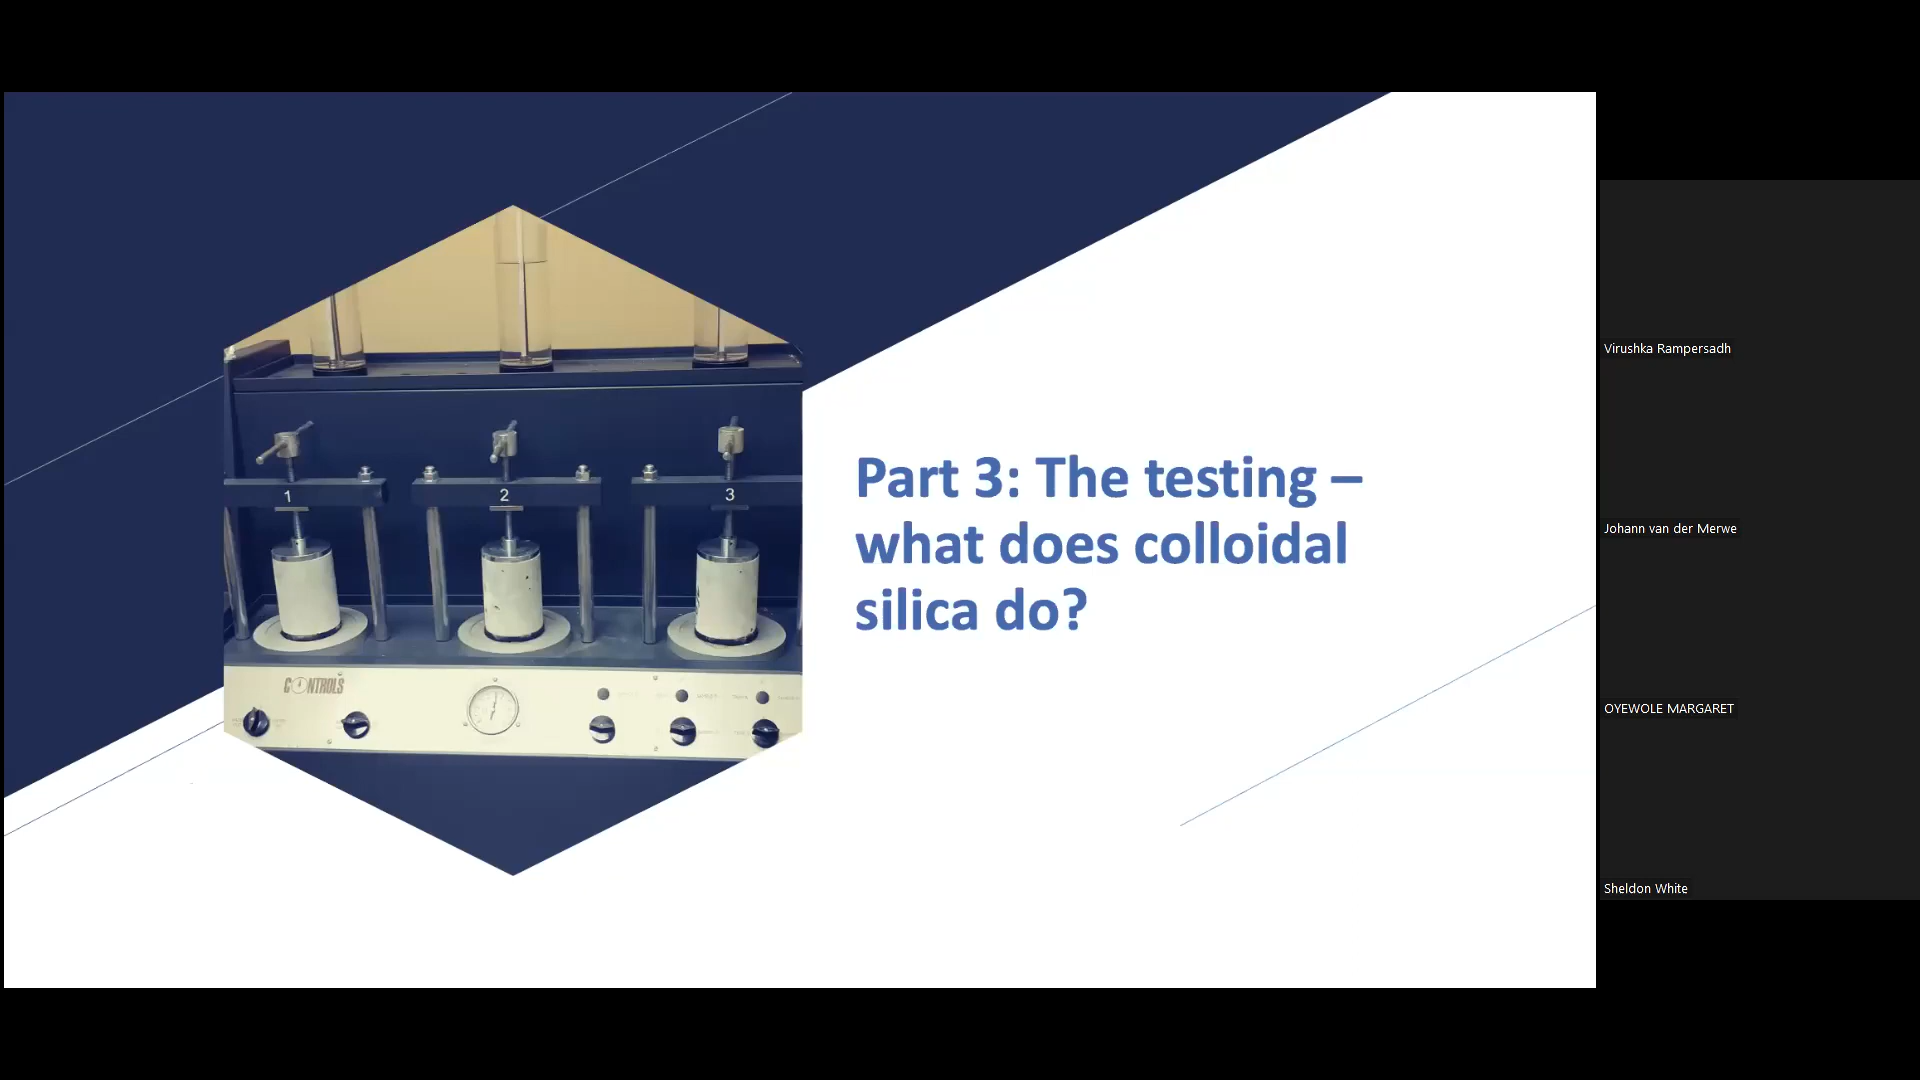 Part 3: The testing –
what does colloidal
silica do?
1
2
3
CONTROLS
Virushka Rampersadh
Johann van der Merwe
OYEWOLE MARGARET
Sheldon White